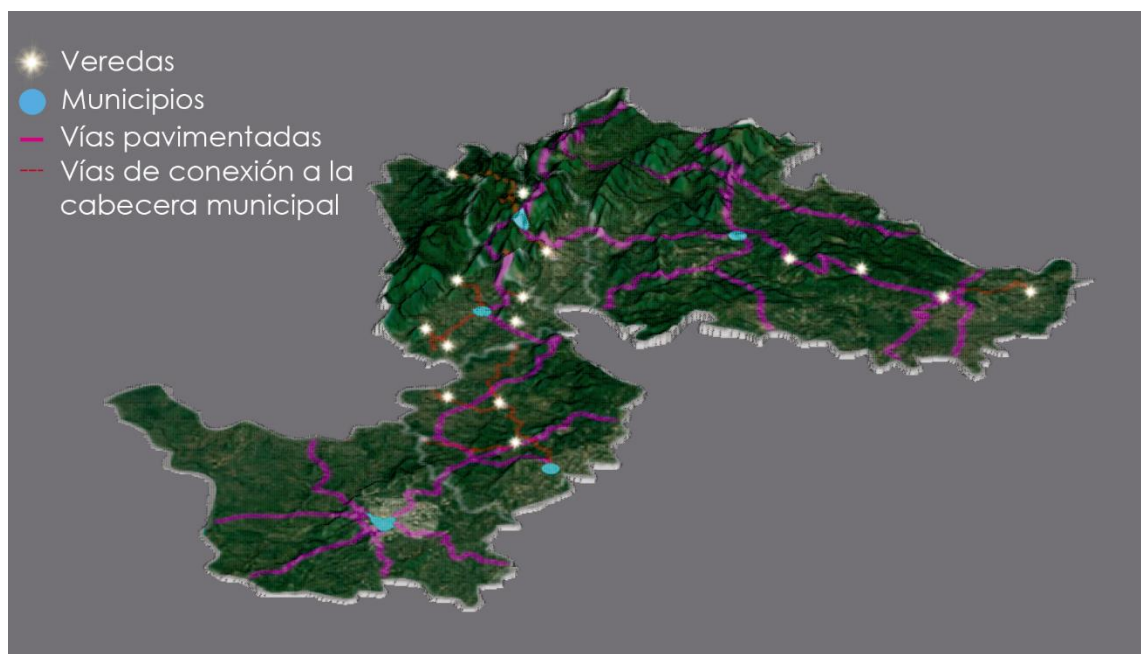 Veredas
Municipios
Vías pavimentadas
Vías de conexión a la
cabecera municipal